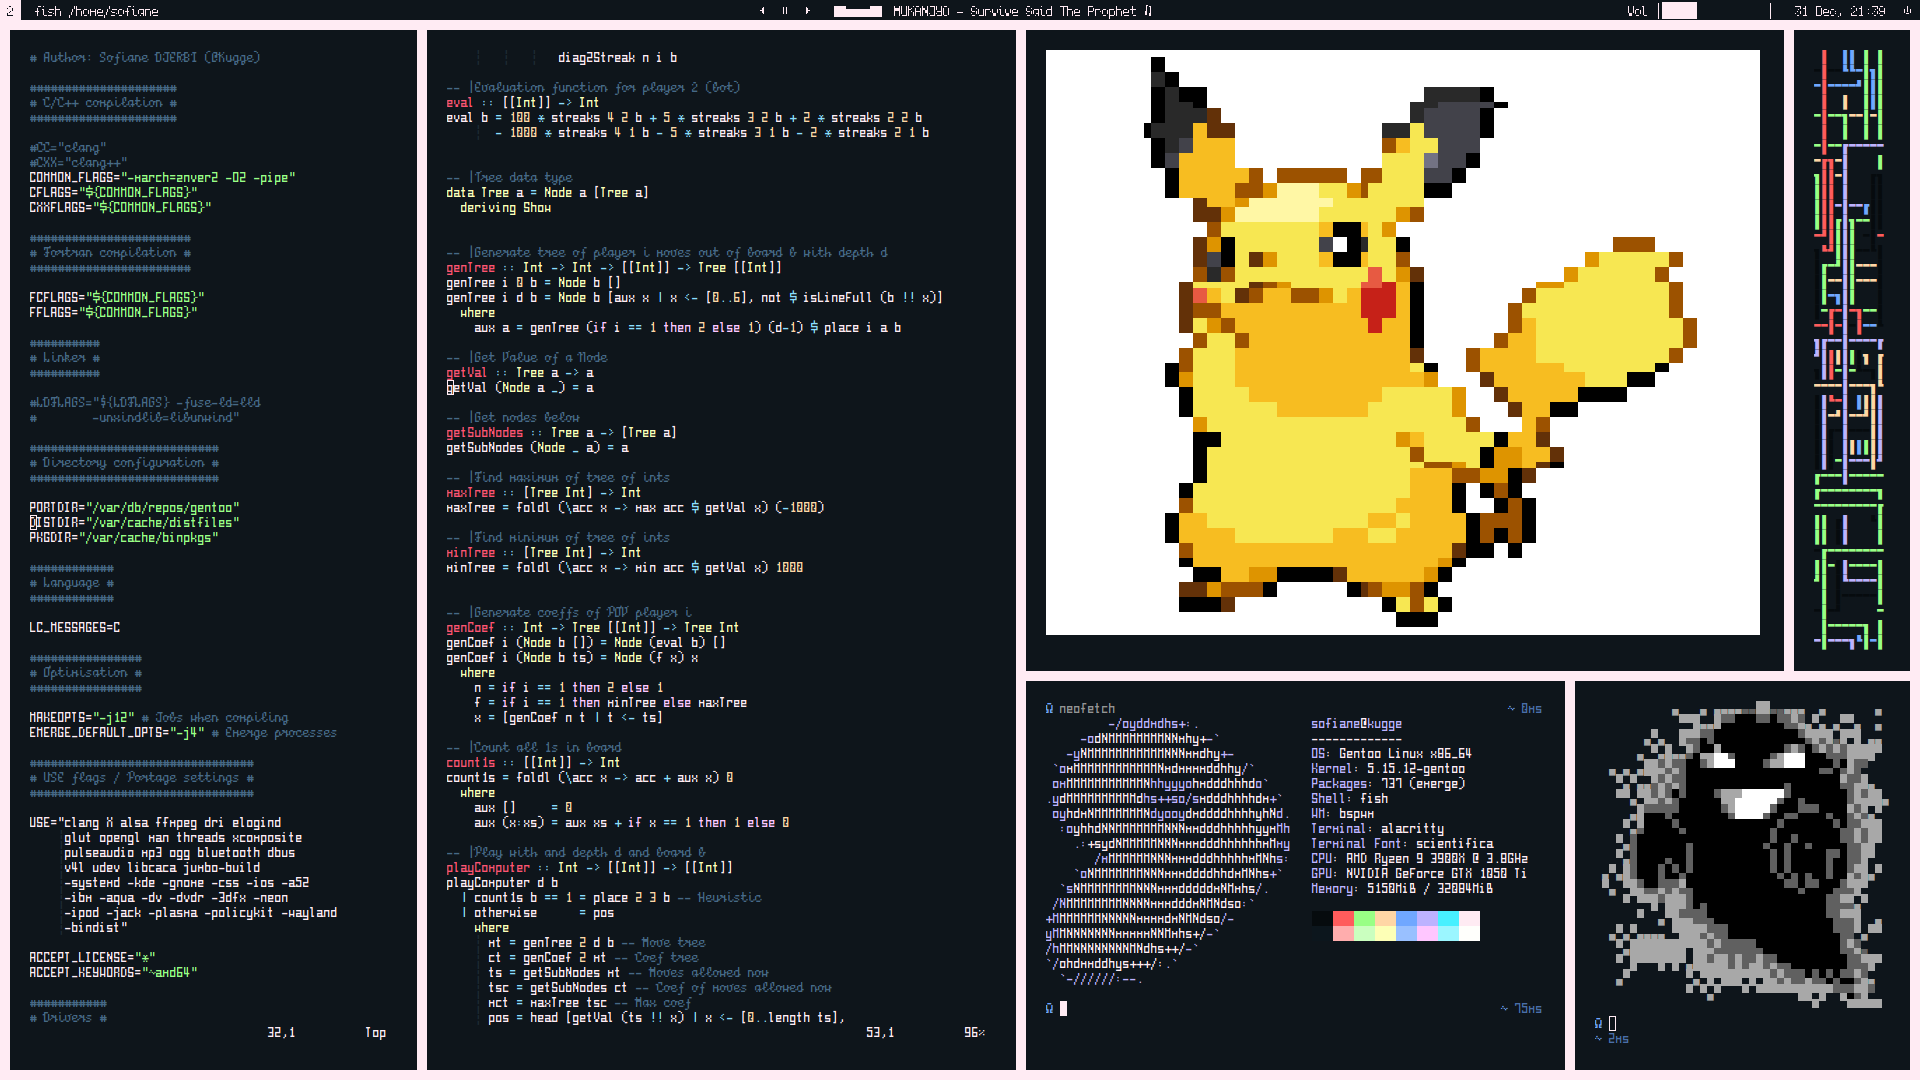 2 fish /home/sofiane
MUKANJYO - Survive Said The Prophet
Vol
31 Dec, 21:39
# Author: Sofiane DJERBI (@Kugge)
#####################
# C/C++ compilation #
#####################
#CC="clang"
#CXX="clang++"
COMMON_FLAGS="-march=znver2 -O2 -pipe"
CFLAGS="${COMMON_FLAGS}"
CXXFLAGS="${COMMON_FLAGS}"
#######################
# Fortran compilation #
#######################
FCFLAGS="${COMMON_FLAGS}"
FFLAGS="${COMMON_FLAGS}"
##########
# Linker #
##########
#LDFLAGS="${LDFLAGS} -fuse-ld=lld
#        -unwindlib=libunwind"
###########################
# Directory configuration #
###########################
PORTDIR="/var/db/repos/gentoo"
DISTDIR="/var/cache/distfiles"
PKGDIR="/var/cache/binpkgs"
############
# Language #
############
LC_MESSAGES=C
################
# Optimisation #
################
MAKEOPTS="-j12" # Jobs when compiling
EMERGE_DEFAULT_OPTS="-j4" # Emerge processes
################################
# USE flags / Portage settings #
################################
USE="clang X alsa ffmpeg dri elogind
glut opengl man threads xcomposite
pulseaudio mp3 ogg bluetooth dbus
v4l udev libcaca jumbo-build
-systemd -kde -gnome -css -ios -a52
-ibm -aqua -dv -dvdr -3dfx -neon
-ipod -jack -plasma -policykit -wayland
-bindist"
ACCEPT_LICENSE="*"
ACCEPT_KEYWORDS="~amd64"
###########
# Drivers #
32,1 Top
diag2Streak n i b
-- |Evaluation function for player 2 (bot)
eval :: [[Int]] -> Int
eval b = 100 * streaks 4 2 b + 5 * streaks 3 2 b + 2 * streaks 2 2 b
- 1000 * streaks 4 1 b - 5 * streaks 3 1 b - 2 * streaks 2 1 b
-- |Tree data type
data Tree a = Node a [Tree a]
deriving Show
-- |Generate tree of player i moves out of board b with depth d
genTree :: Int -> Int -> [[Int]] -> Tree [[Int]]
genTree i 0 b = Node b []
genTree i d b = Node b [aux x | x <- [0..6], not $ isLineFull (b !! x)]
where
aux a = genTree (if i == 1 then 2 else 1) (d-1) $ place i a b
-- |Get Value of a Node
getVal :: Tree a -> a
getVal (Node a _) = a
-- |Get nodes below
getSubNodes :: Tree a -> [Tree a]
getSubNodes (Node _ a) = a
-- |Find maximum of tree of ints
maxTree :: [Tree Int] -> Int
maxTree = foldl (\acc x -> max acc $ getVal x) (-1000)
-- |Find minimum of tree of ints
minTree :: [Tree Int] -> Int
minTree = foldl (\acc x -> min acc $ getVal x) 1000
-- |Generate coeffs of POV player i
genCoef :: Int -> Tree [[Int]] -> Tree Int
genCoef i (Node b []) = Node (eval b) []
genCoef i (Node b ts) = Node (f x) x
where
n = if i == 1 then 2 else 1
f = if i == 1 then minTree else maxTree
x = [genCoef n t | t <- ts]
-- |Count all 1s in board
count1s :: [[Int]] -> Int
count1s = foldl (\acc x -> acc + aux x) 0
where
aux []     = 0
aux (x:xs) = aux xs + if x == 1 then 1 else 0
-- |Play with and depth d and board b
playComputer :: Int -> [[Int]] -> [[Int]]
playComputer d b
| count1s b == 1 = place 2 3 b -- Heuristic
| otherwise      = pos
where
mt = genTree 2 d b -- Move tree
ct = genCoef 2 mt -- Coef tree
ts = getSubNodes mt -- Moves allowed now
tsc = getSubNodes ct -- Coef of moves allowed now
mct = maxTree tsc -- Max coef
pos = head [getVal (ts !! x) | x <- [0..length ts],
53,1 96%
Ω neofetch ~ 0ms
sofiane@kugge
-------------
OS: Gentoo Linux x86_64
Kernel: 5.15.12-gentoo
Packages: 737 (emerge)
Shell: fish
WM: bspwm
Terminal: alacritty
Terminal Font: scientifica
CPU: AMD Ryzen 9 3900X @ 3.8GHz
GPU: NVIDIA GeForce GTX 1050 Ti
Memory: 5150MiB / 32084MiB
Ω ~ 75ms
Ω
~ 2ms